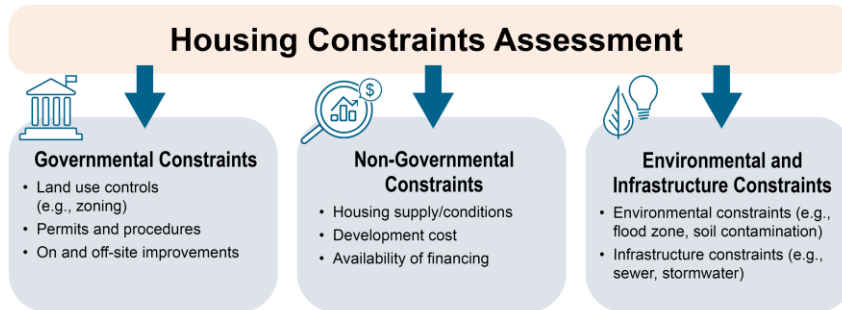 Housing Constraints Assessment
$
Governmental Constraints
• Land use controls
(e.g., zoning)
• Permits and procedures
• On and off-site improvements
Non-Governmental
Constraints
• Housing supply/conditions
• Development cost
• Availability of financing
Environmental and
Infrastructure Constraints
• Environmental constraints (e.g.,
flood zone, soil contamination)
• Infrastructure constraints (e.g.,
sewer, stormwater)